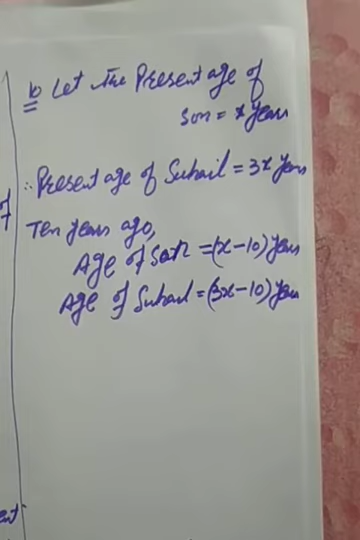 b Let the Present age of
son = x years
∴ Present age of Suhail = 3x years
Ten years ago,
Age of son = (x-10) years
Age of Suhail = (3x-10) years